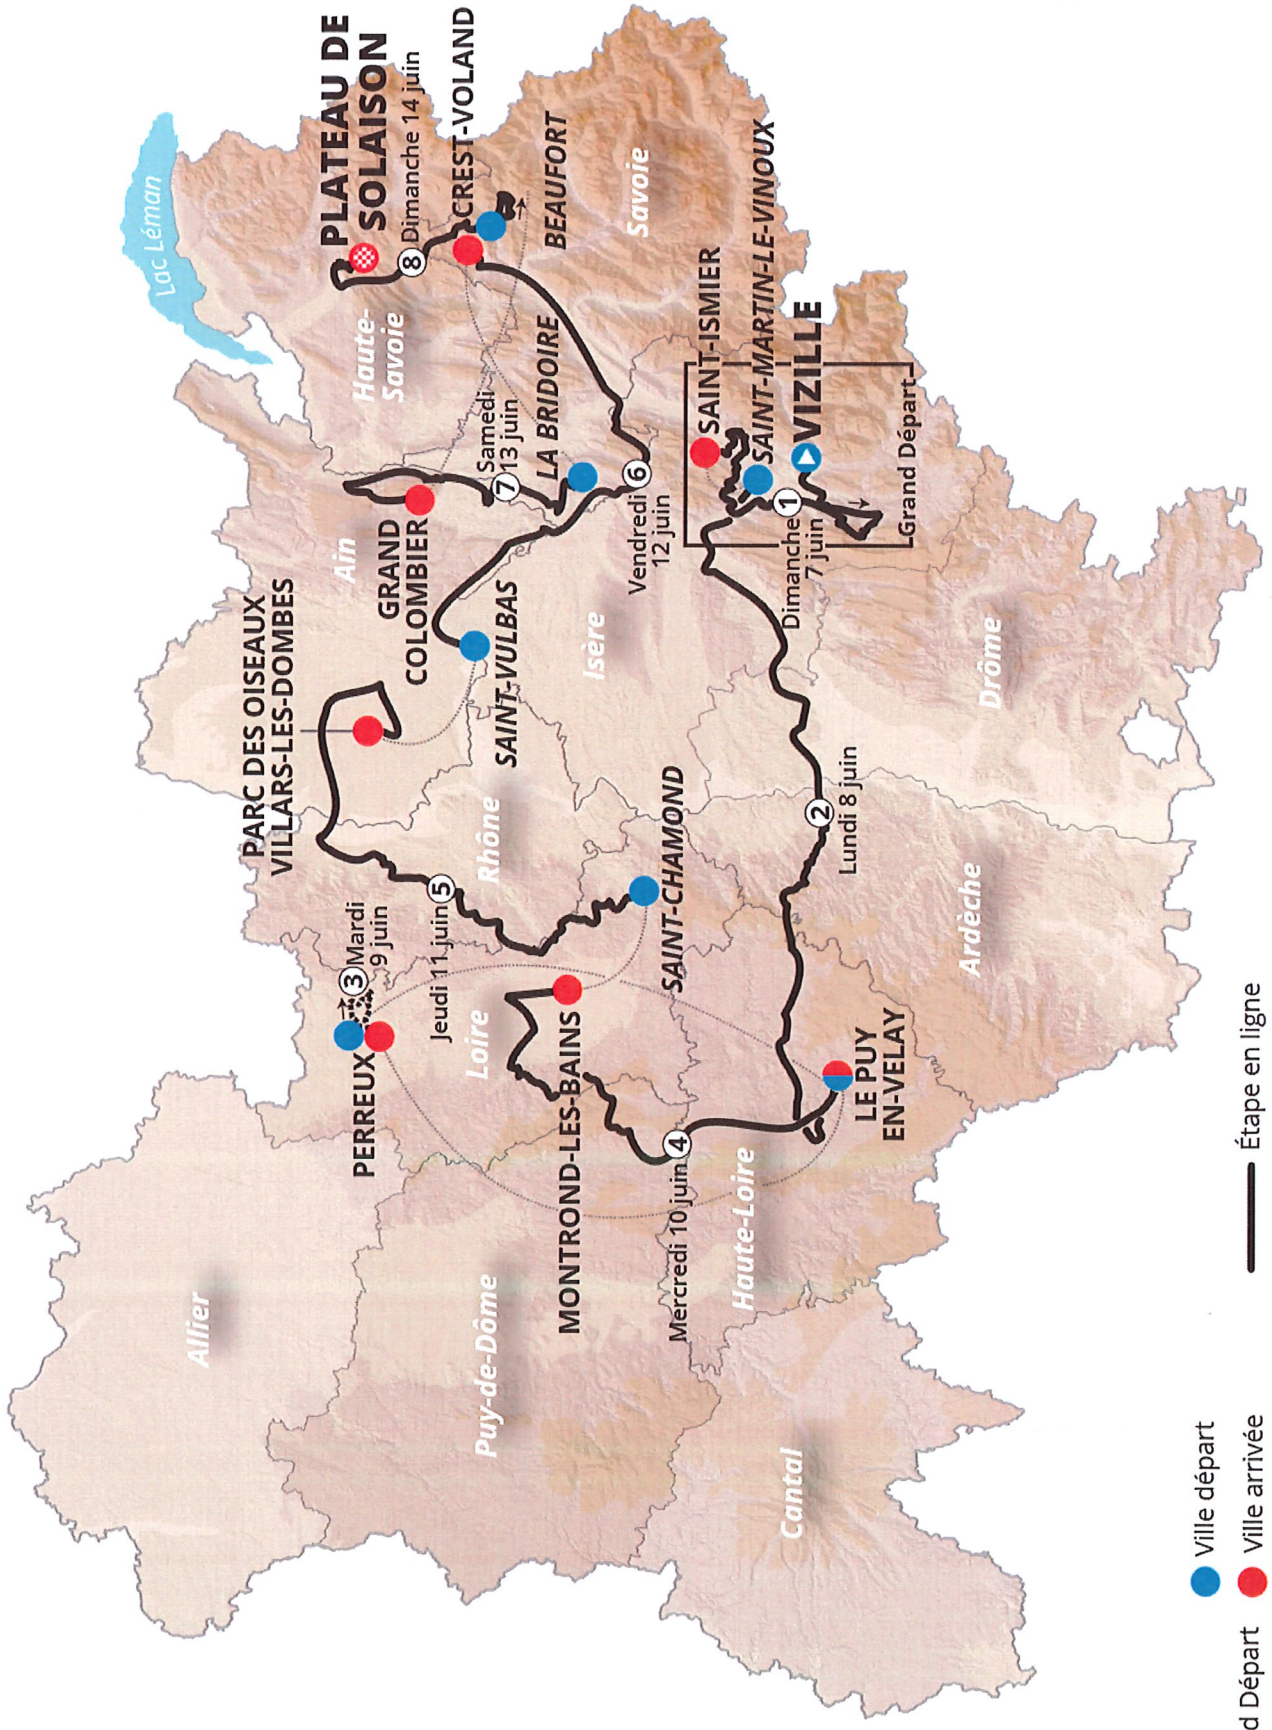 Lac Léman
PLATEAU DE
SOLAISON
8 Dimanche 14 juin
CREST-VOLAND
BEAUFORT
Haute-
Savoie
Savoie
Ain
GRAND
COLOMBIER
7 Samedi
13 juin
LA BRIDOIRE
6
Vendredi
12 juin
SAINT-ISMIER
SAINT-MARTIN-LE-VINOUX
VIZILLE
Grand Départ
1
Dimanche
7 juin
PARC DES OISEAUX
VILLARS-LES-DOMBES
SAINT-VULBAS
Isère
Drôme
Rhône
SAINT-CHAMOND
2
Lundi 8 juin
Ardèche
3 Mardi
9 juin
PERREUX
5
Jeudi 11 juin
Loire
MONTROND-LES-BAINS
LE PUY
EN-VELAY
4
Mercredi 10 juin
Haute-Loire
Allier
Puy-de-Dôme
Cantal
d Départ
Ville départ
Ville arrivée
Étape en ligne